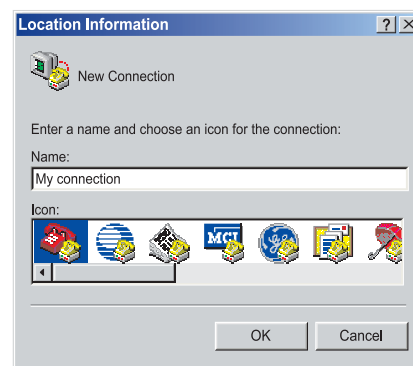 Location Information
New Connection
Enter a name and choose an icon for the connection:
Name:
My connection
Icon:
MCI
OK
Cancel